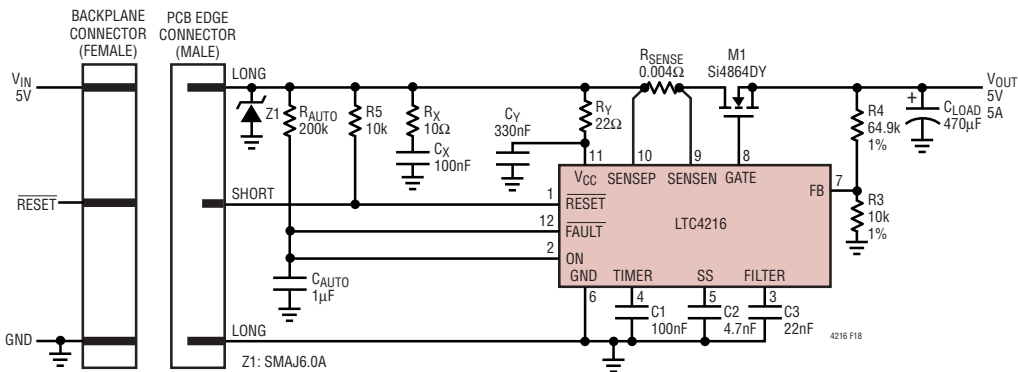 BACKPLANE
CONNECTOR
(FEMALE)
PCB EDGE
CONNECTOR
(MALE)
VIN
5V
LONG
Z1
RAUTO
200k
R5
10k
RX
10Ω
CX
100nF
CY
330nF
RY
22Ω
RSENSE
0.004Ω
M1
Si4864DY
R4
64.9k
1%
+
CLOAD
470µF
VOUT
5V
5A
11
10
9
8
VCC
SENSEP
SENSEN
GATE
FB
7
RESET
SHORT
1
RESET
LTC4216
R3
10k
1%
12
FAULT
2
ON
GND
TIMER
SS
FILTER
CAUTO
1µF
6
4
5
3
C1
100nF
C2
4.7nF
C3
22nF
4216 F18
GND
LONG
Z1: SMAJ6.0A